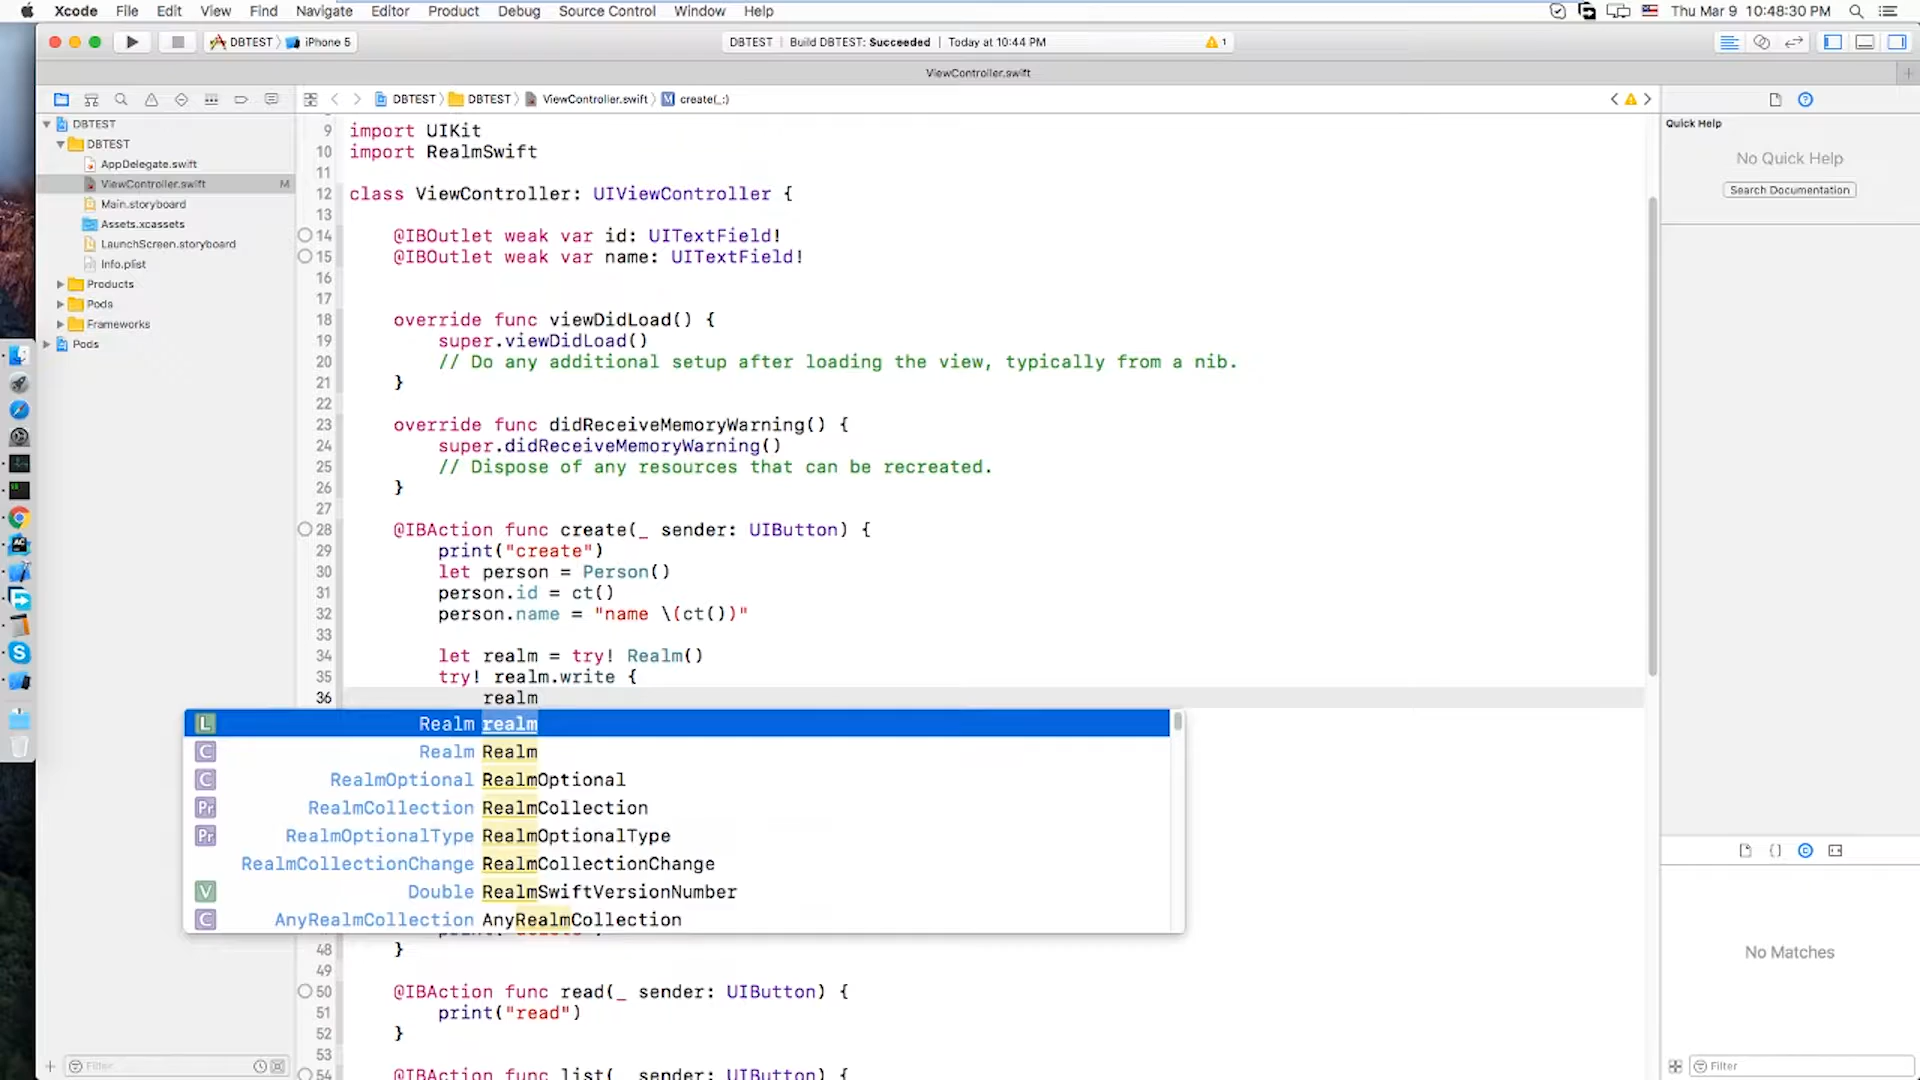 Xcode File Edit View Find Navigate Editor Product Debug Source Control Window Help
Thu Mar 9 10:48:30 PM
DBTEST iPhone 5
DBTEST | Build DBTEST: Succeeded | Today at 10:44 PM
1
ViewController.swift
DBTEST DBTEST ViewController.swift M create(_:)
DBTEST
DBTEST
AppDelegate.swift
ViewController.swift M
Main.storyboard
Assets.xcassets
LaunchScreen.storyboard
Info.plist
Products
Pods
Frameworks
Pods
9 import UIKit
10 import RealmSwift
11
12 class ViewController: UIViewController {
13
14 @IBOutlet weak var id: UITextField!
15 @IBOutlet weak var name: UITextField!
16
17
18 override func viewDidLoad() {
19 super.viewDidLoad()
20 // Do any additional setup after loading the view, typically from a nib.
21 }
22
23 override func didReceiveMemoryWarning() {
24 super.didReceiveMemoryWarning()
25 // Dispose of any resources that can be recreated.
26 }
27
28 @IBAction func create(_ sender: UIButton) {
29 print("create")
30 let person = Person()
31 person.id = ct()
32 person.name = "name \(ct())"
33
34 let realm = try! Realm()
35 try! realm.write {
36 realm
L Realm realm
C Realm Realm
C RealmOptional RealmOptional
Pr RealmCollection RealmCollection
Pr RealmOptionalType RealmOptionalType
RealmCollectionChange RealmCollectionChange
V Double RealmSwiftVersionNumber
C AnyRealmCollection AnyRealmCollection
48 }
49
50 @IBAction func read(_ sender: UIButton) {
51 print("read")
52 }
53
54 @IBAction func list(_ sender: UIButton) {
Filter
Quick Help
No Quick Help
Search Documentation
No Matches
Filter